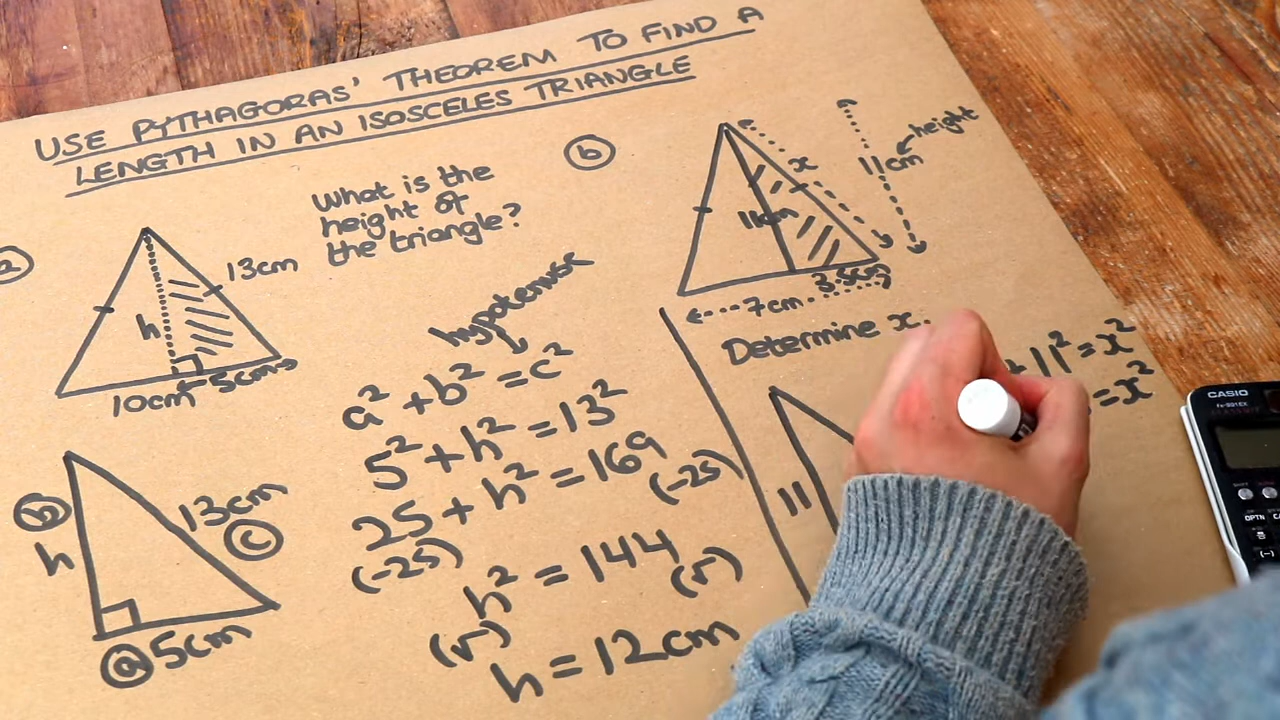 USE PYTHAGORAS' THEOREM TO FIND A
LENGTH IN AN ISOSCELES TRIANGLE
a
What is the
height of
the triangle?
13cm
h
5cm
10cm
b
13cm
c
h
a 5cm
hypotenuse
a² + b² = c²
5² + h² = 13²
25 + h² = 169
(-25) (-25)
h² = 144
(√) (√)
h = 12cm
b
x
11cm
height
11cm
3.5cm
7cm
Determine x.
11
+ 11² = x²
= x²
CASIO
OPTN
(-)